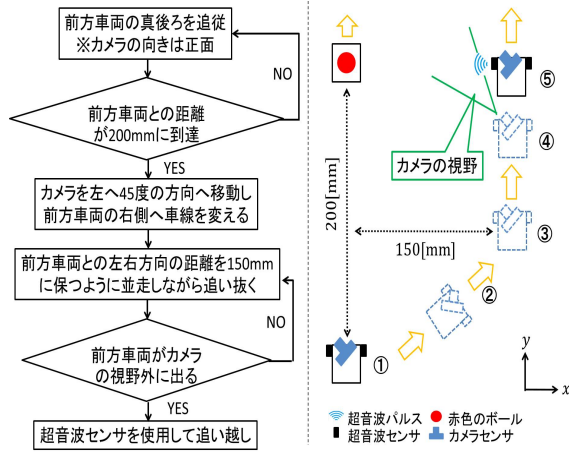 前方車両の真後ろを追従
※カメラの向きは正面
NO
前方車両との距離
が200mmに到達
YES
カメラを左へ45度の方向へ移動し
前方車両の右側へ車線を変える
前方車両との左右方向の距離を150mm
に保つように並走しながら追い抜く
NO
前方車両がカメラ
の視野外に出る
YES
超音波センサを使用して追い越し
⑤
④
カメラの視野
200[mm]
③
150[mm]
②
①
y
x
超音波パルス
赤色のボール
超音波センサ
カメラセンサ